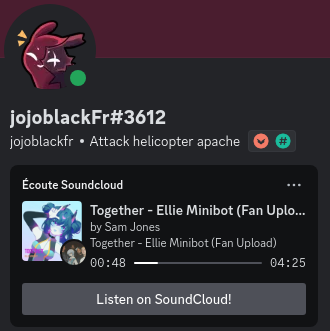 jojoblackFr#3612
jojoblackfr • Attack helicopter apache #
Écoute Soundcloud
Together - Ellie Minibot (Fan Uplo...
by Sam Jones
Together - Ellie Minibot (Fan Upload)
00:48 04:25
Listen on SoundCloud!